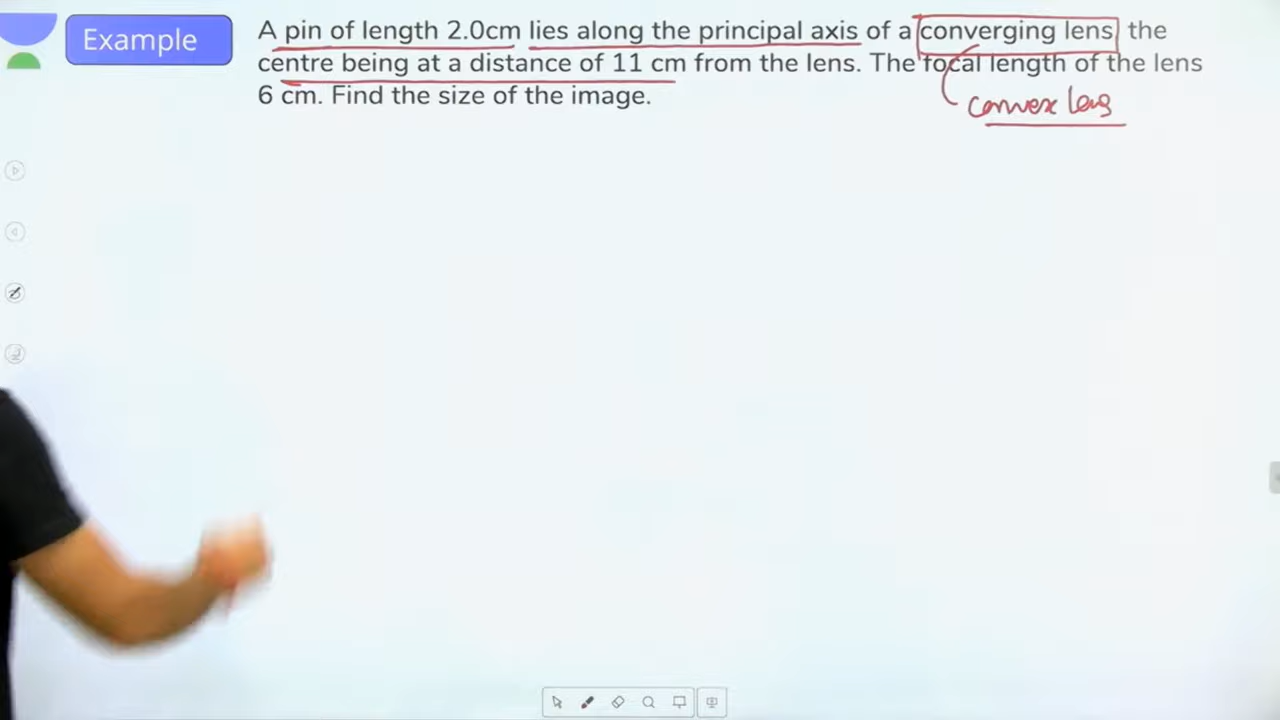 Example
A pin of length 2.0cm lies along the principal axis of a converging lens, the
centre being at a distance of 11 cm from the lens. The focal length of the lens
6 cm. Find the size of the image.
convex lens